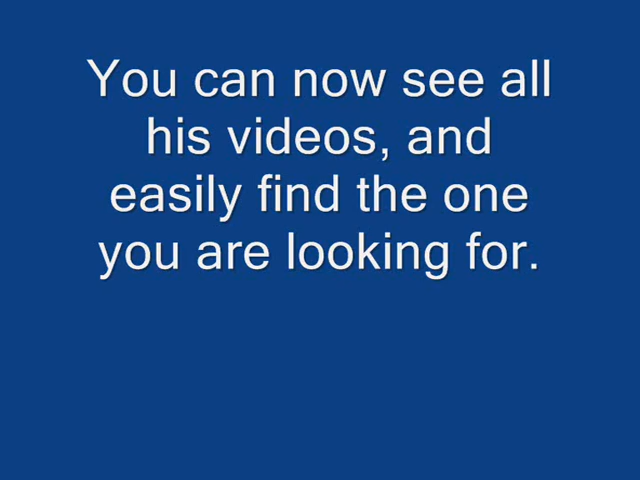 You can now see all
his videos, and
easily find the one
you are looking for.